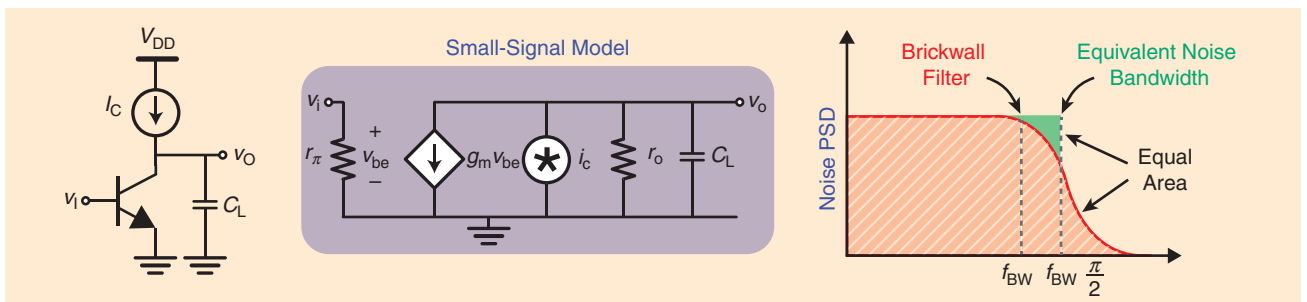 V_DD
I_C
v_O
v_I
C_L
Small-Signal Model
v_i
r_π
+
v_be
−
g_m v_be
*
i_c
r_o
C_L
v_o
Noise PSD
Brickwall
Filter
Equivalent Noise
Bandwidth
Equal
Area
f_BW
f_BW π/2